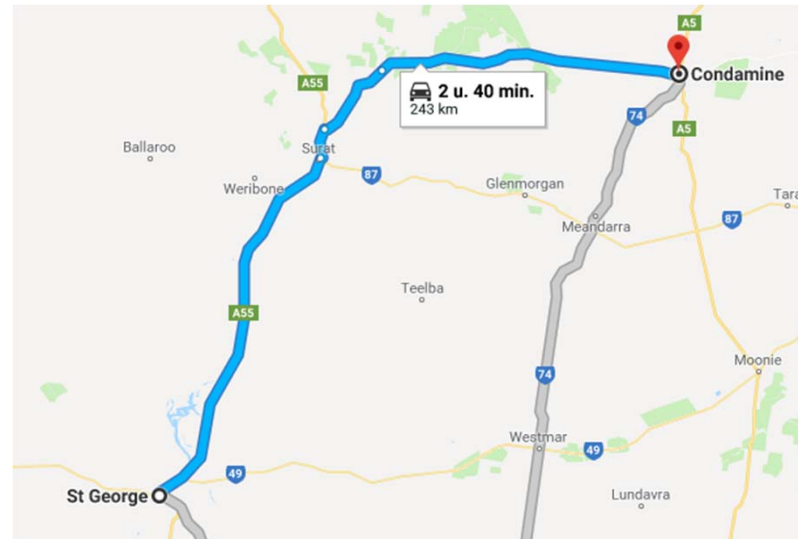 A5
A55
2 u. 40 min.
243 km
Condamine
74
A5
Ballaroo
Surat
87
Weribone
Glenmorgan
Tara
87
Meandarra
Teelba
A55
Moonie
74
Westmar
49
49
St George
Lundavra